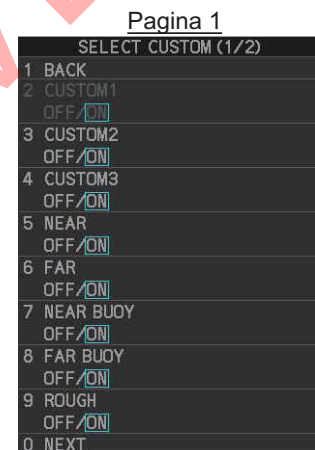 Pagina 1
SELECT CUSTOM (1/2)
1 BACK
2 CUSTOM1
OFF/ON
3 CUSTOM2
OFF/ON
4 CUSTOM3
OFF/ON
5 NEAR
OFF/ON
6 FAR
OFF/ON
7 NEAR BUOY
OFF/ON
8 FAR BUOY
OFF/ON
9 ROUGH
OFF/ON
0 NEXT